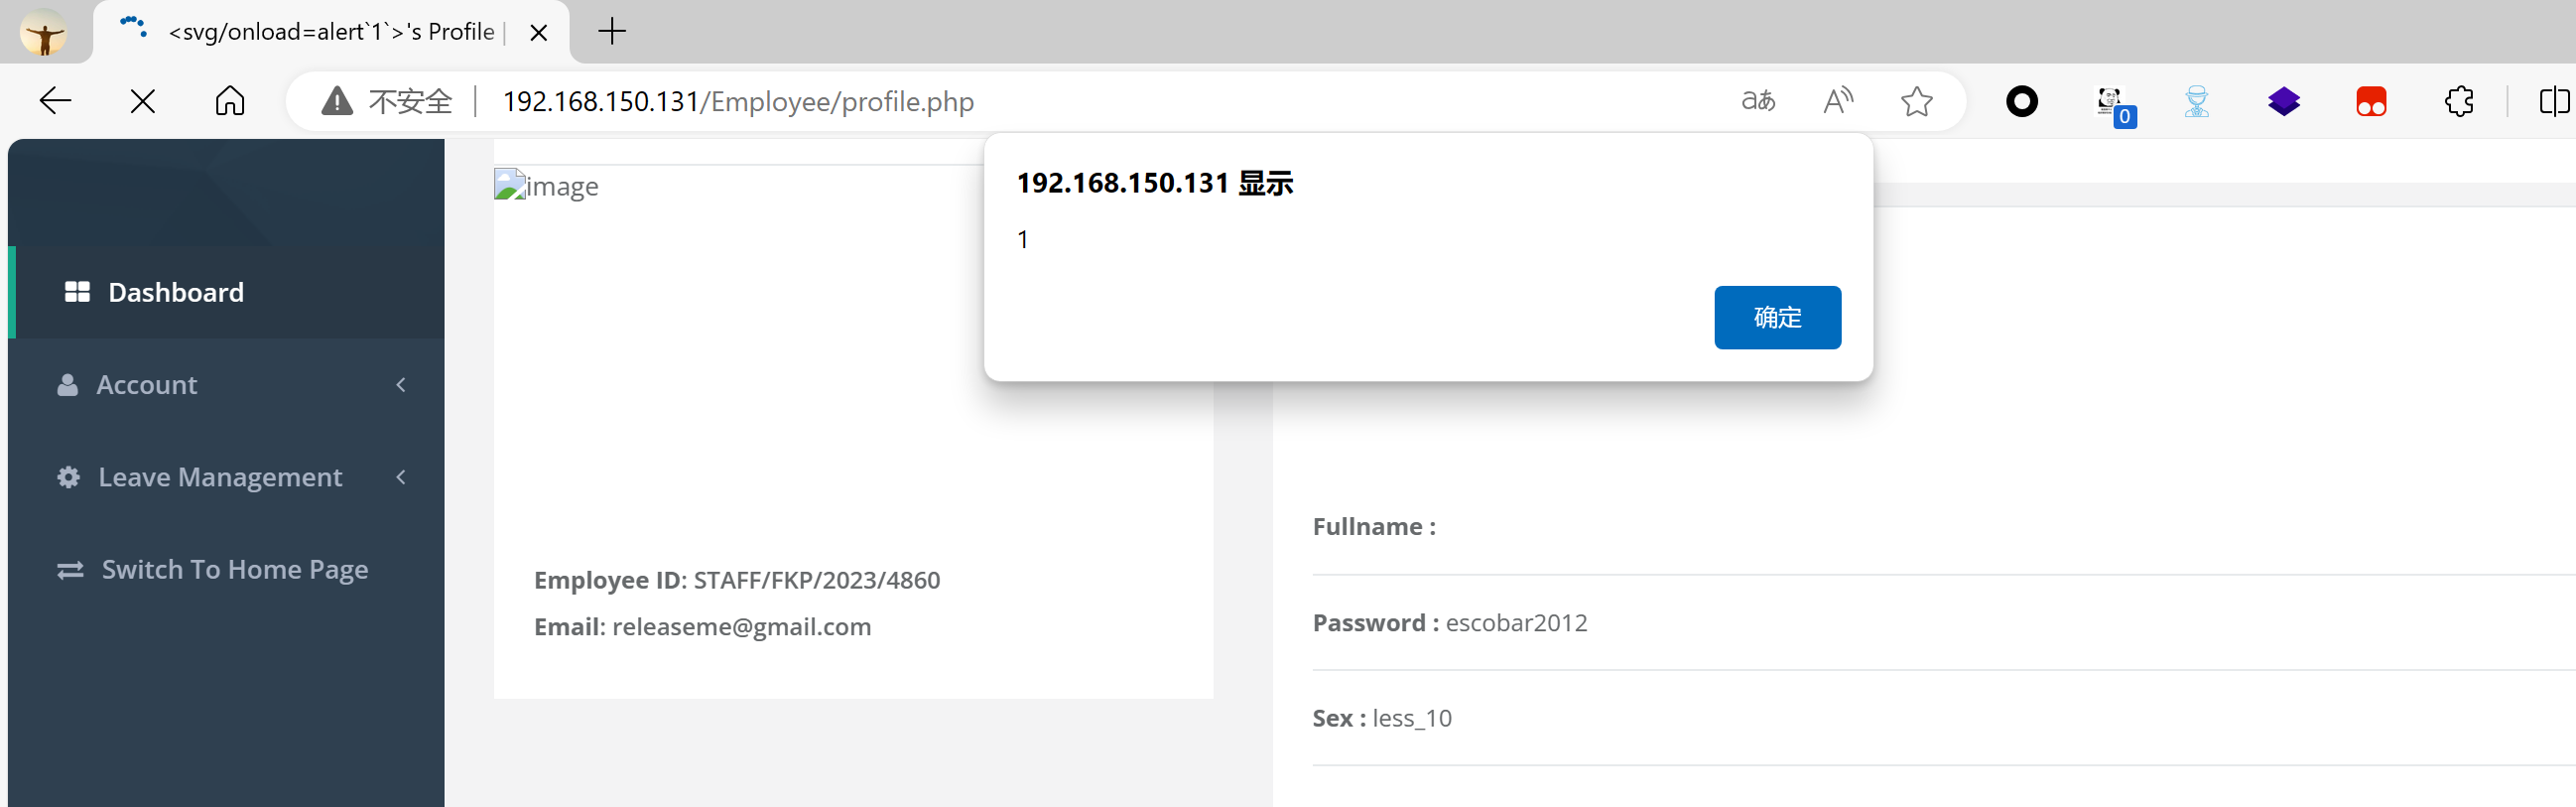 <svg/onload=alert`1`>'s Profile |
不安全 | 192.168.150.131/Employee/profile.php
aあ
A
0
192.168.150.131 显示
1
确定
image
Dashboard
Account
Leave Management
Switch To Home Page
Employee ID: STAFF/FKP/2023/4860
Email: releaseme@gmail.com
Fullname :
Password : escobar2012
Sex : less_10